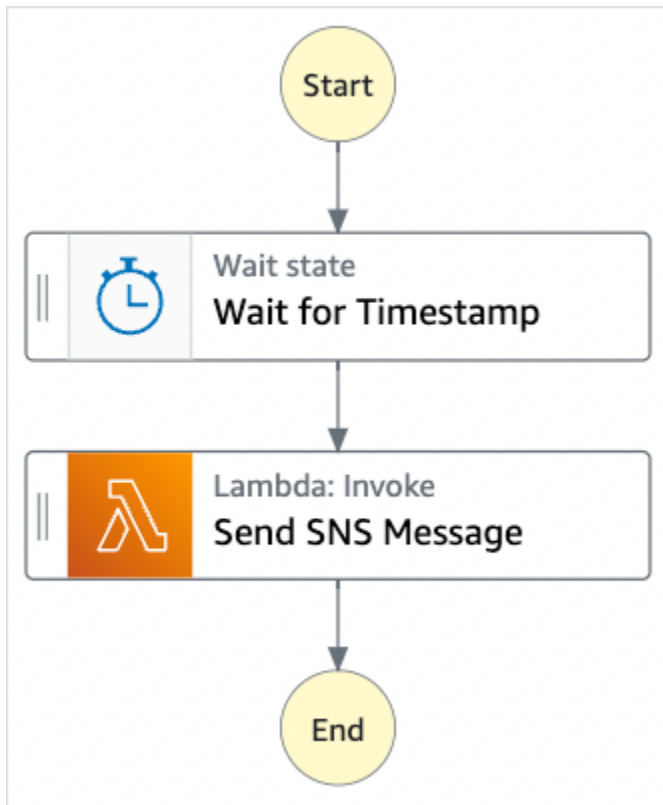 Start
Wait state
Wait for Timestamp
Lambda: Invoke
Send SNS Message
End